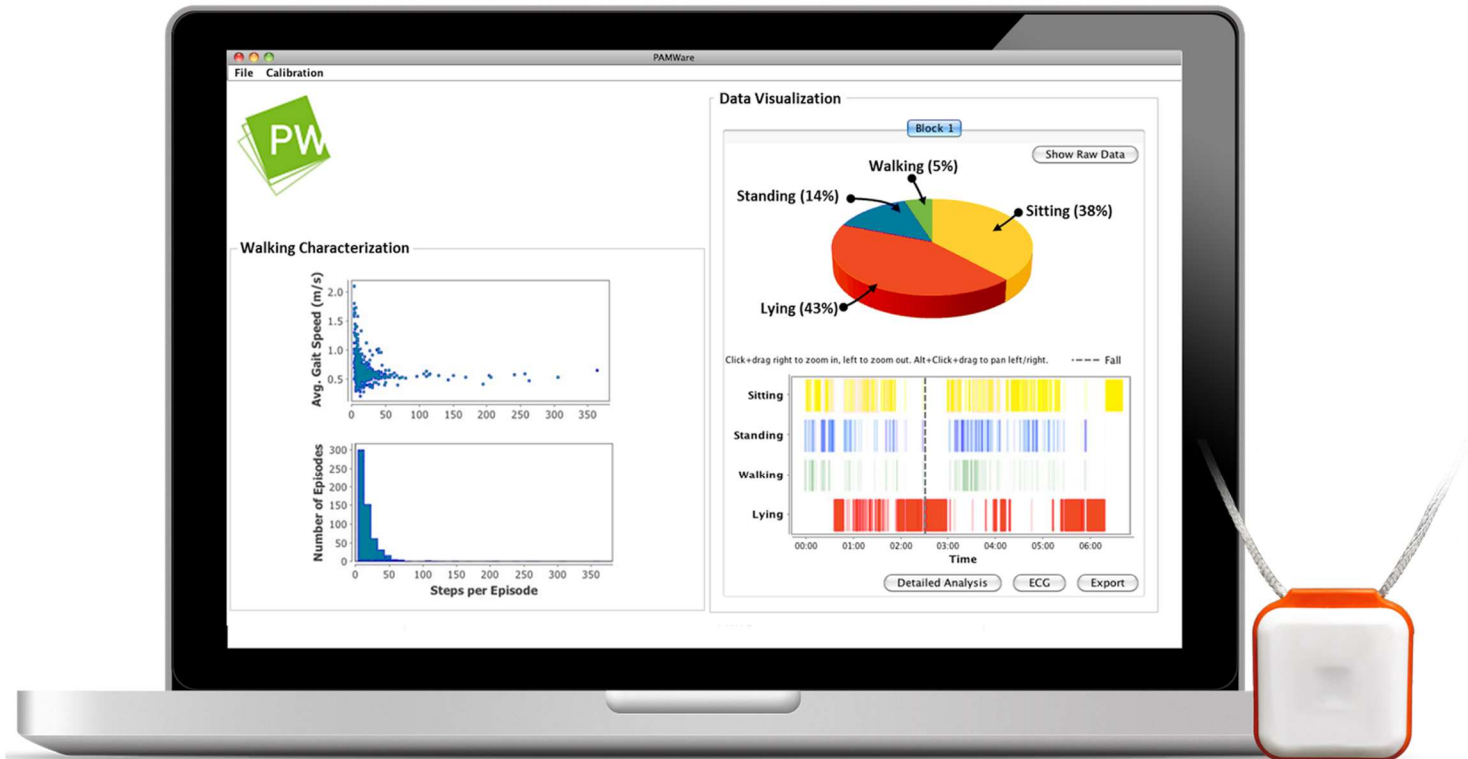 PAMWare
File Calibration
PW
Walking Characterization
Avg. Gait Speed (m/s)
2.0
1.5
1.0
0.5
0 50 100 150 200 250 300 350
Number of Episodes
300
250
200
150
100
50
0
0 50 100 150 200 250 300 350
Steps per Episode
Data Visualization
Block 1
Show Raw Data
Walking (5%)
Standing (14%)
Sitting (38%)
Lying (43%)
Click+drag right to zoom in, left to zoom out. Alt+Click+drag to pan left/right.
Fall
Sitting
Standing
Walking
Lying
00:00 01:00 02:00 03:00 04:00 05:00 06:00
Time
Detailed Analysis ECG Export